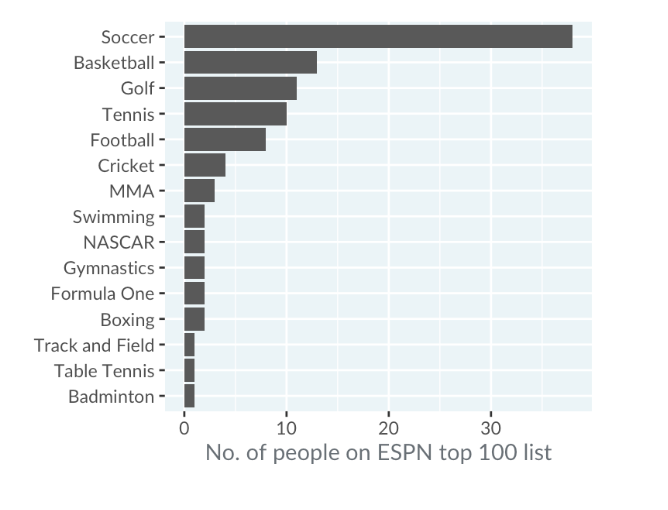 Soccer
Basketball
Golf
Tennis
Football
Cricket
MMA
Swimming
NASCAR
Gymnastics
Formula One
Boxing
Track and Field
Table Tennis
Badminton
0 10 20 30
No. of people on ESPN top 100 list